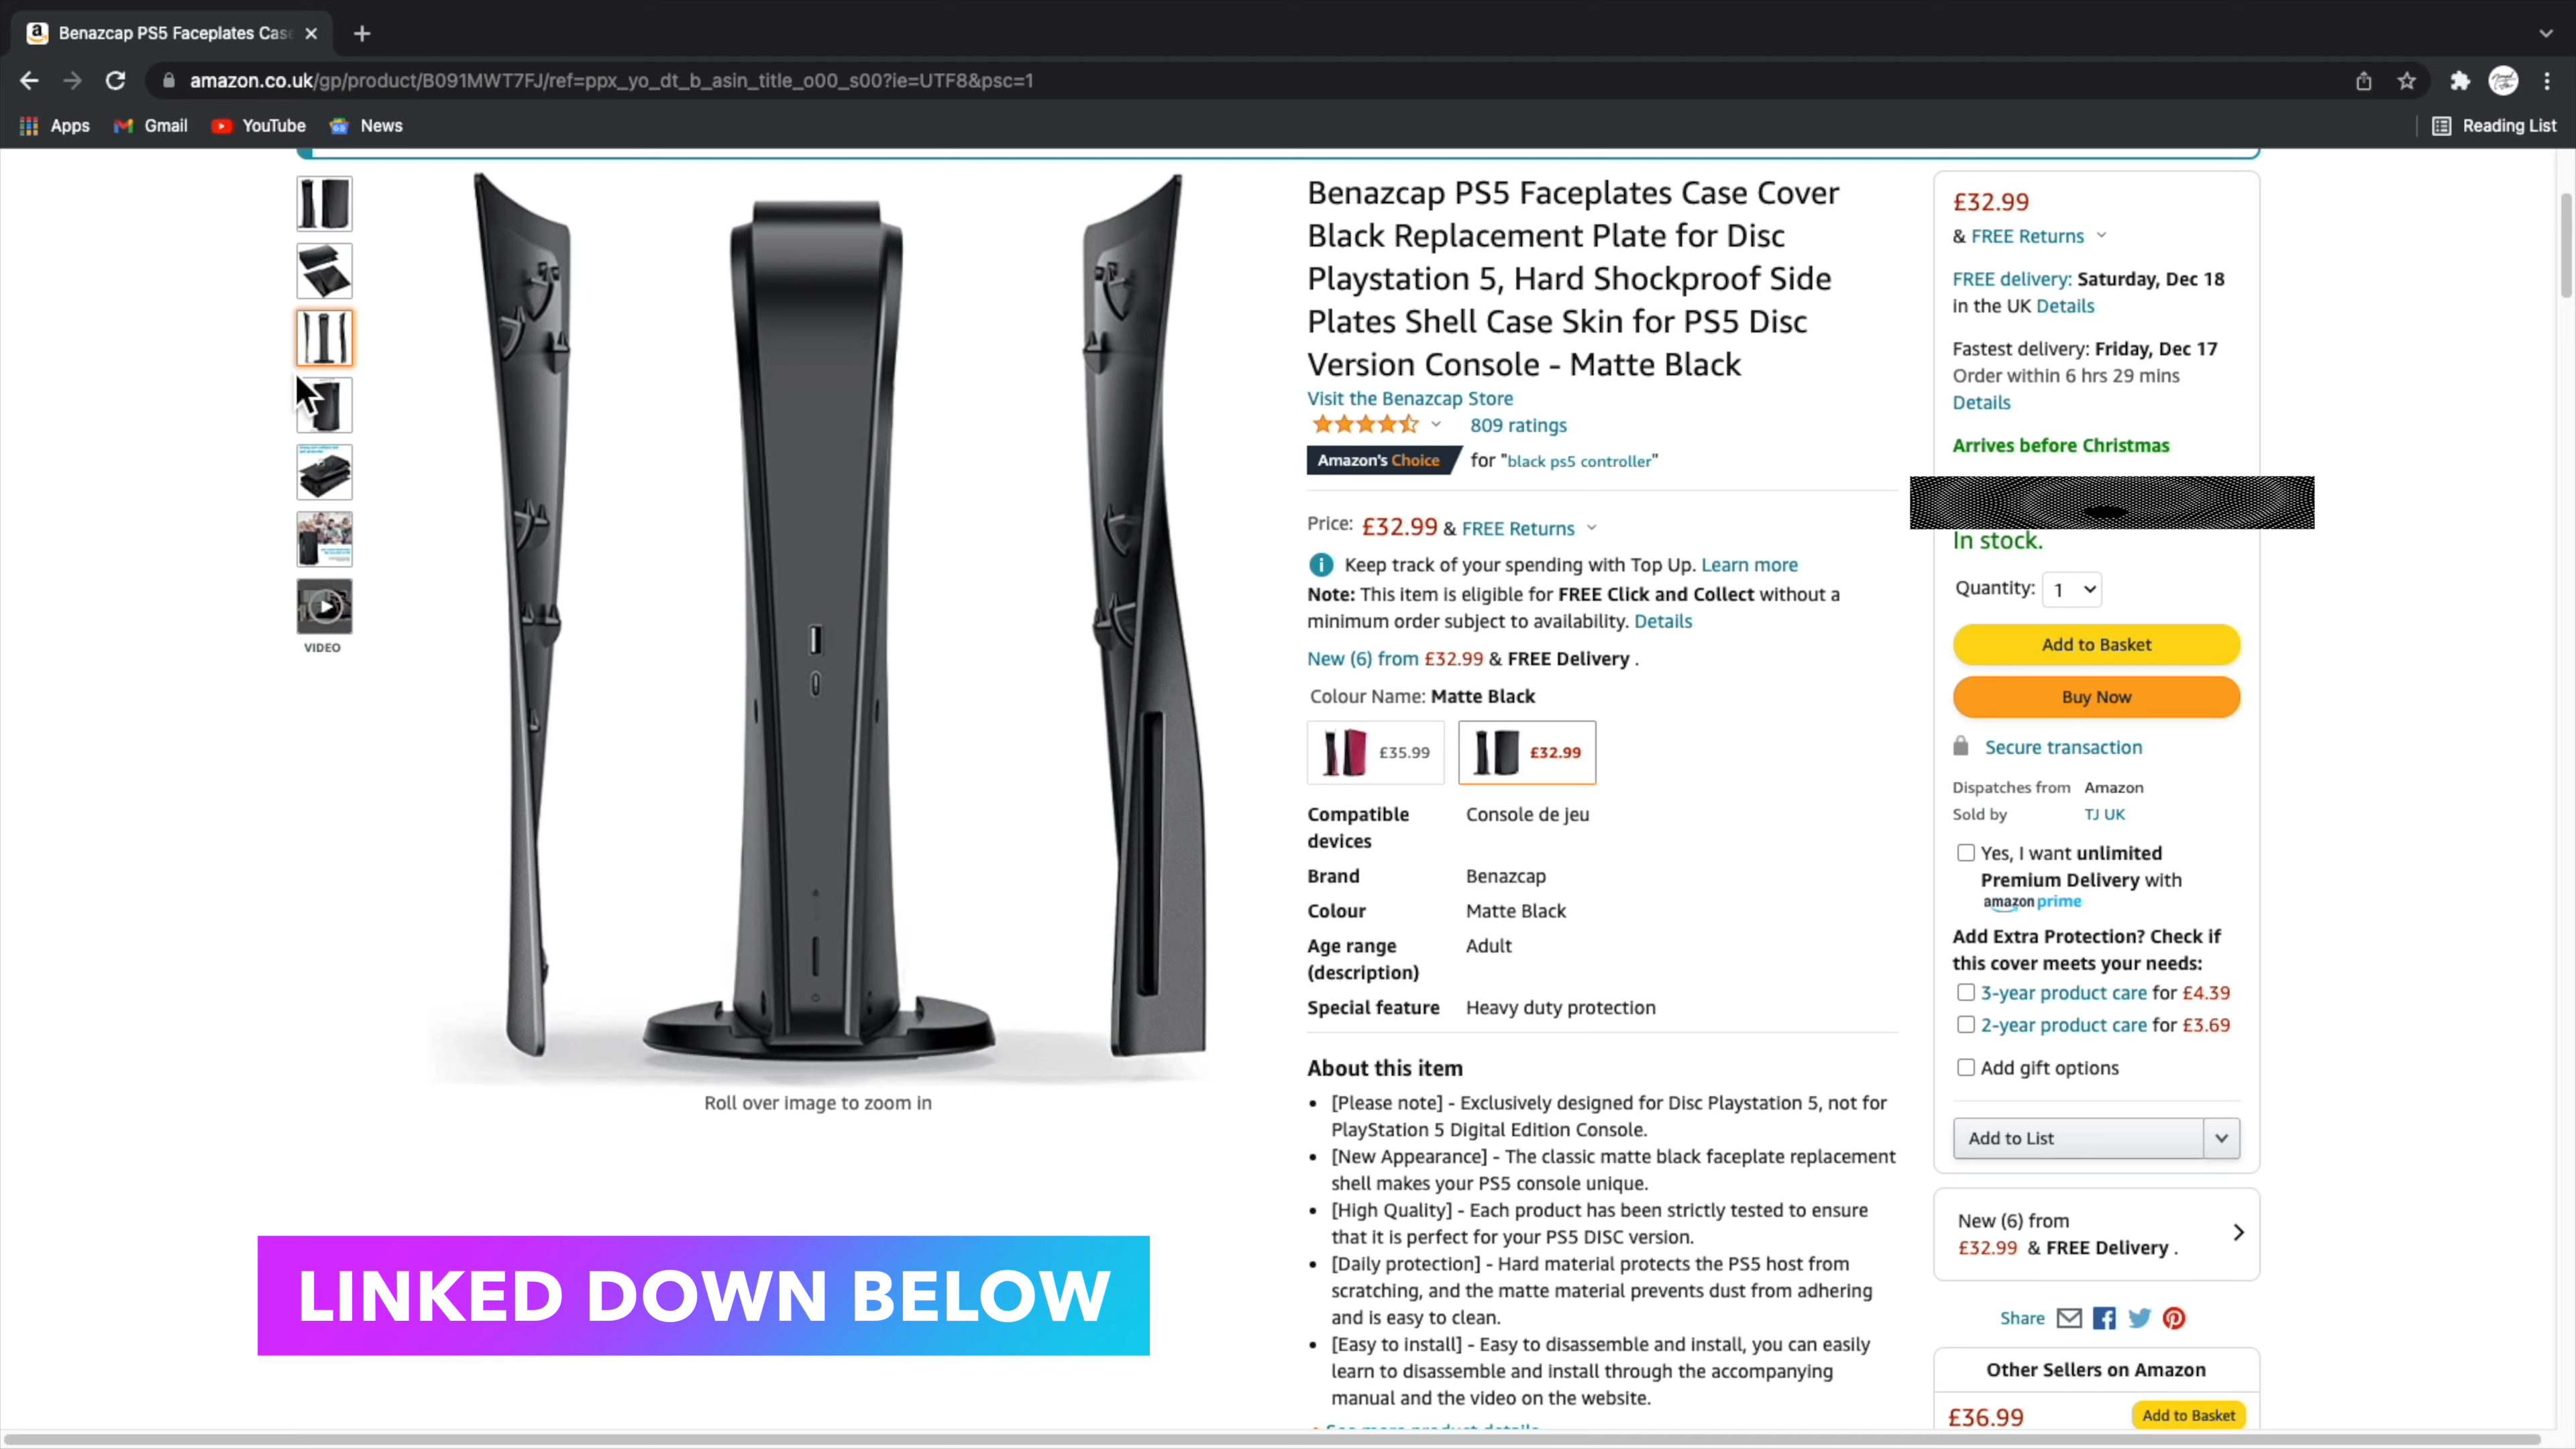 Benazcap PS5 Faceplates Cas
amazon.co.uk/gp/product/B091MWT7FJ/ref=ppx_yo_dt_b_asin_title_o00_s00?ie=UTF8&psc=1
Apps
Gmail
YouTube
News
Reading List
VIDEO
Roll over image to zoom in
LINKED DOWN BELOW
Benazcap PS5 Faceplates Case Cover
Black Replacement Plate for Disc
Playstation 5, Hard Shockproof Side
Plates Shell Case Skin for PS5 Disc
Version Console - Matte Black
Visit the Benazcap Store
809 ratings
Amazon's Choice for "black ps5 controller"
Price: £32.99 & FREE Returns
Keep track of your spending with Top Up. Learn more
Note: This item is eligible for FREE Click and Collect without a
minimum order subject to availability. Details
New (6) from £32.99 & FREE Delivery .
Colour Name: Matte Black
£35.99
£32.99
Compatible devices Console de jeu
Brand Benazcap
Colour Matte Black
Age range (description) Adult
Special feature Heavy duty protection
About this item
• [Please note] - Exclusively designed for Disc Playstation 5, not for
PlayStation 5 Digital Edition Console.
• [New Appearance] - The classic matte black faceplate replacement
shell makes your PS5 console unique.
• [High Quality] - Each product has been strictly tested to ensure
that it is perfect for your PS5 DISC version.
• [Daily protection] - Hard material protects the PS5 host from
scratching, and the matte material prevents dust from adhering
and is easy to clean.
• [Easy to install] - Easy to disassemble and install, you can easily
learn to disassemble and install through the accompanying
manual and the video on the website.
£32.99
& FREE Returns
FREE delivery: Saturday, Dec 18
in the UK Details
Fastest delivery: Friday, Dec 17
Order within 6 hrs 29 mins
Details
Arrives before Christmas
In stock.
Quantity: 1
Add to Basket
Buy Now
Secure transaction
Dispatches from Amazon
Sold by TJ UK
Yes, I want unlimited
Premium Delivery with
amazon prime
Add Extra Protection? Check if
this cover meets your needs:
3-year product care for £4.39
2-year product care for £3.69
Add gift options
Add to List
New (6) from
£32.99 & FREE Delivery .
Share
Other Sellers on Amazon
£36.99
Add to Basket